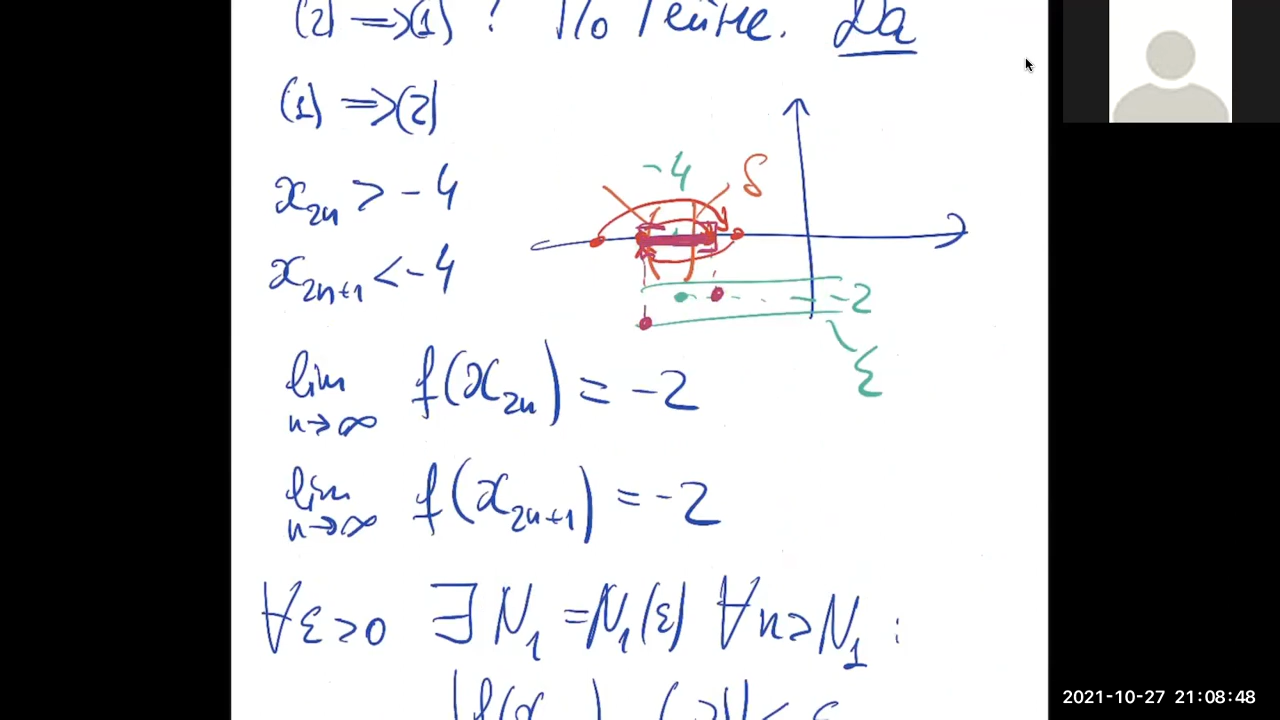 (2) => (1) ? По Гейне. Да
(1) => (2)
x_{2n} > -4
-4 δ
x_{2n+1} < -4
-2
ε
lim_{n→∞} f(x_{2n}) = -2
lim_{n→∞} f(x_{2n+1}) = -2
∀ε>0 ∃ N_1 = N_1(ε) ∀n>N_1 :
2021-10-27 21:08:48